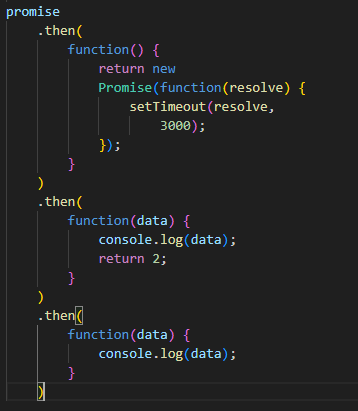 promise
    .then(
        function() {
            return new
            Promise(function(resolve) {
                setTimeout(resolve,
                    3000);
            });
        }
    )
    .then(
        function(data) {
            console.log(data);
            return 2;
        }
    )
    .then(
        function(data) {
            console.log(data);
        }
    )